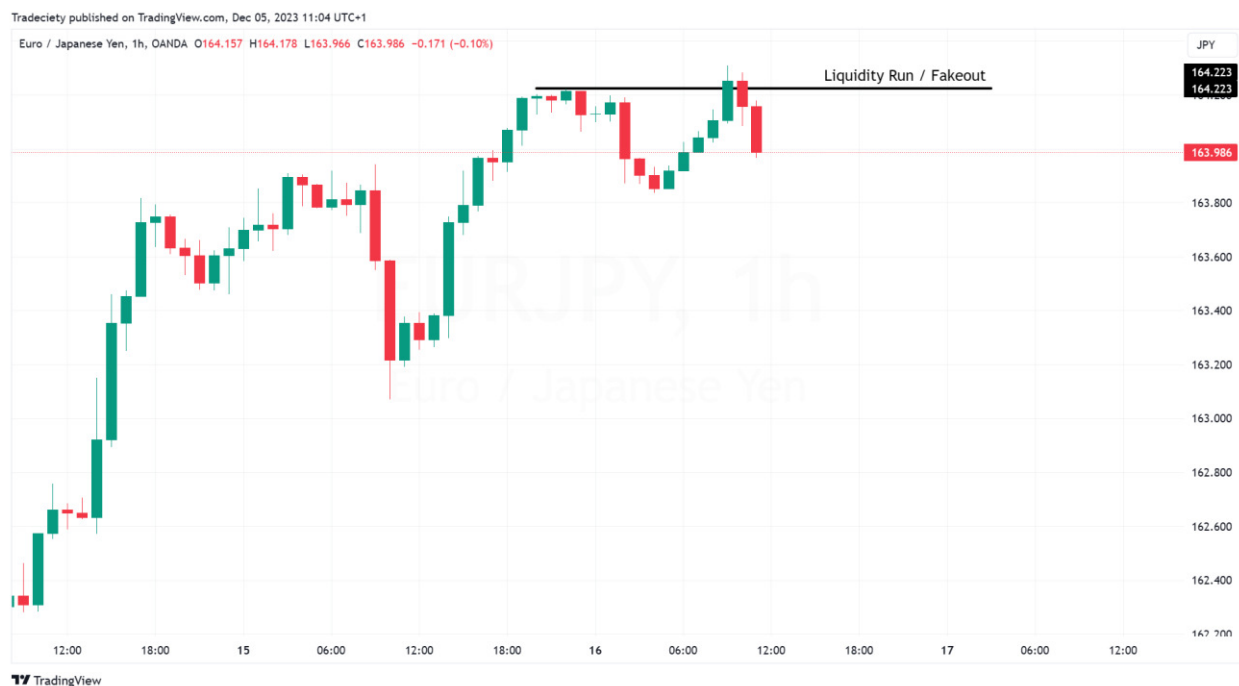 Tradeciety published on TradingView.com, Dec 05, 2023 11:04 UTC+1
Euro / Japanese Yen, 1h, OANDA O164.157 H164.178 L163.966 C163.986 −0.171 (−0.10%)
JPY
164.223
Liquidity Run / Fakeout
164.223
164.200
163.986
163.800
163.600
EURJPY, 1h
163.400
163.200
Euro / Japanese Yen
163.000
162.800
162.600
162.400
162.200
12:00 18:00 15 06:00 12:00 18:00 16 06:00 12:00 18:00 17 06:00 12:00
TradingView